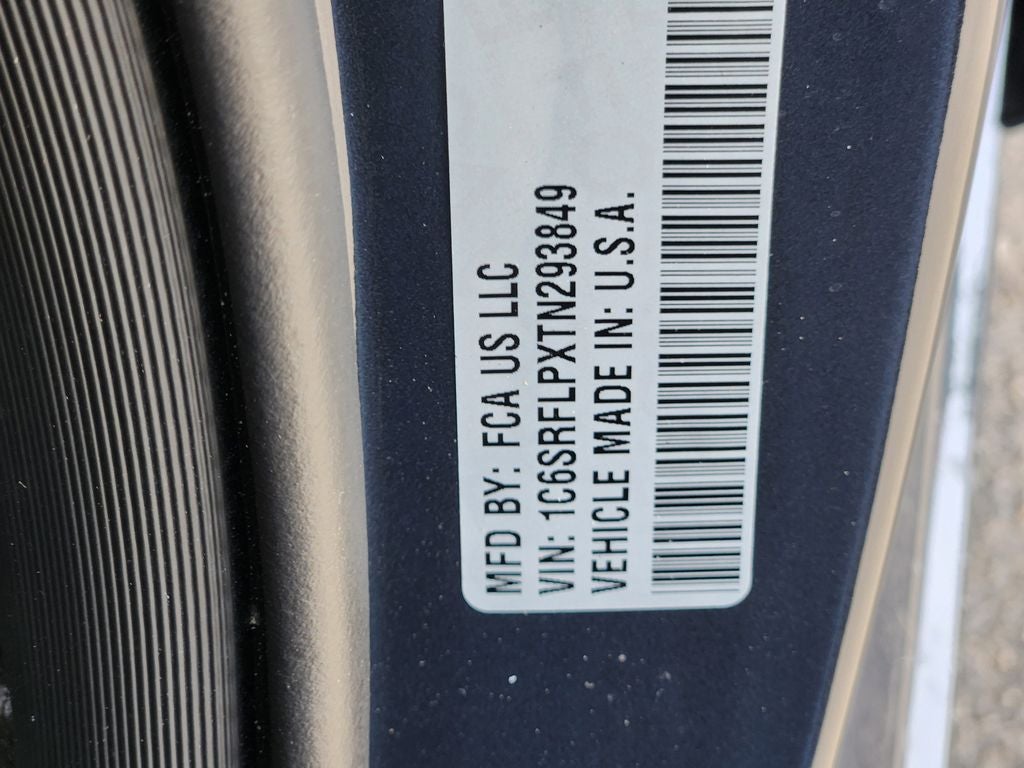 MFD BY: FCA US LLC
VIN: 1C6SRFLPXTN293849
VEHICLE MADE IN: U.S.A.